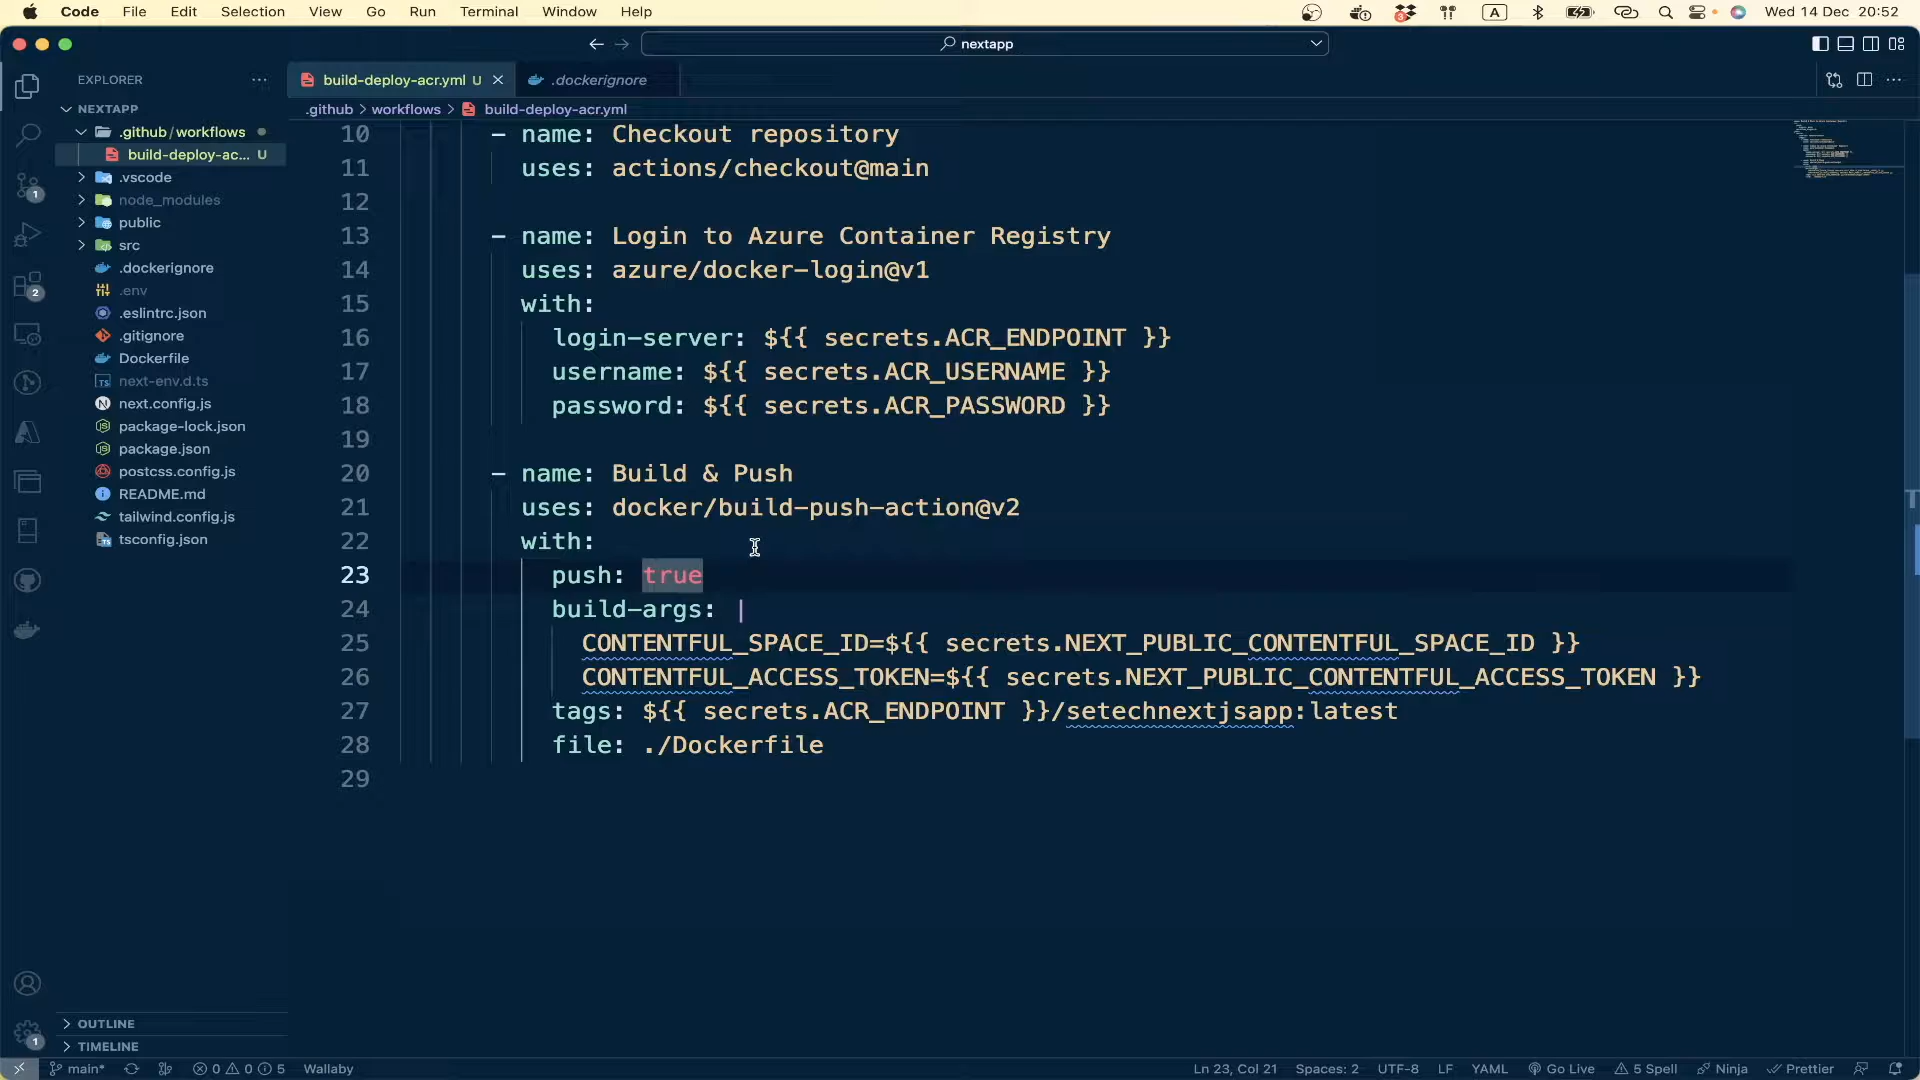 Code File Edit Selection View Go Run Terminal Window Help
3
A
Wed 14 Dec 20:52
nextapp
EXPLORER
build-deploy-acr.yml U
.dockerignore
.github > workflows > build-deploy-acr.yml
NEXTAPP
.github/workflows
build-deploy-ac... U
.vscode
node_modules
public
src
.dockerignore
.env
.eslintrc.json
.gitignore
Dockerfile
next-env.d.ts
next.config.js
package-lock.json
package.json
postcss.config.js
README.md
tailwind.config.js
tsconfig.json
1
2
1
10 - name: Checkout repository
11 uses: actions/checkout@main
12
13 - name: Login to Azure Container Registry
14 uses: azure/docker-login@v1
15 with:
16 login-server: ${{ secrets.ACR_ENDPOINT }}
17 username: ${{ secrets.ACR_USERNAME }}
18 password: ${{ secrets.ACR_PASSWORD }}
19
20 - name: Build & Push
21 uses: docker/build-push-action@v2
22 with:
23 push: true
24 build-args: |
25 CONTENTFUL_SPACE_ID=${{ secrets.NEXT_PUBLIC_CONTENTFUL_SPACE_ID }}
26 CONTENTFUL_ACCESS_TOKEN=${{ secrets.NEXT_PUBLIC_CONTENTFUL_ACCESS_TOKEN }}
27 tags: ${{ secrets.ACR_ENDPOINT }}/setechnextjsapp:latest
28 file: ./Dockerfile
29
OUTLINE
TIMELINE
main* 0 0 5 Wallaby Ln 23, Col 21 Spaces: 2 UTF-8 LF YAML Go Live 5 Spell Ninja Prettier